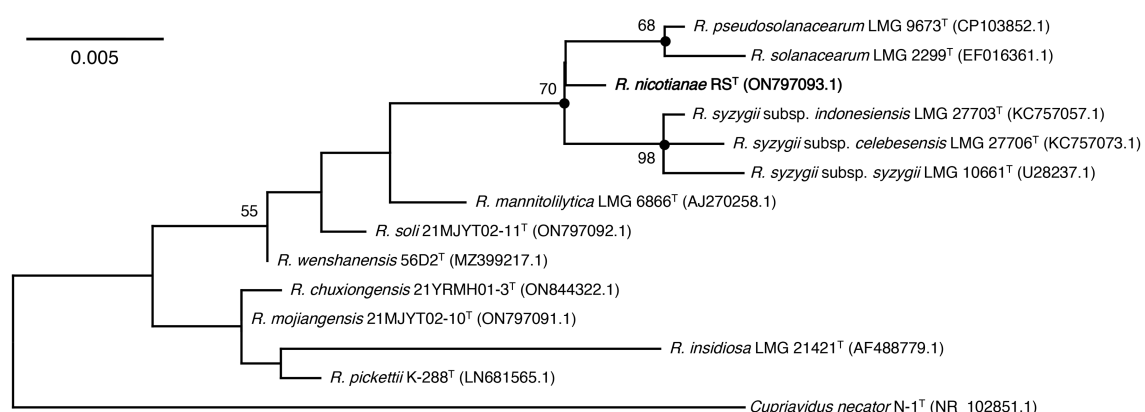 68
R. pseudosolanacearum LMG 9673ᵀ (CP103852.1)
0.005
R. solanacearum LMG 2299ᵀ (EF016361.1)
70
R. nicotianae RSᵀ (ON797093.1)
R. syzygii subsp. indonesiensis LMG 27703ᵀ (KC757057.1)
R. syzygii subsp. celebesensis LMG 27706ᵀ (KC757073.1)
98
R. syzygii subsp. syzygii LMG 10661ᵀ (U28237.1)
R. mannitolilytica LMG 6866ᵀ (AJ270258.1)
55
R. soli 21MJYT02-11ᵀ (ON797092.1)
R. wenshanensis 56D2ᵀ (MZ399217.1)
R. chuxiongensis 21YRMH01-3ᵀ (ON844322.1)
R. mojiangensis 21MJYT02-10ᵀ (ON797091.1)
R. insidiosa LMG 21421ᵀ (AF488779.1)
R. pickettii K-288ᵀ (LN681565.1)
Cupriavidus necator N-1ᵀ (NR_102851.1)